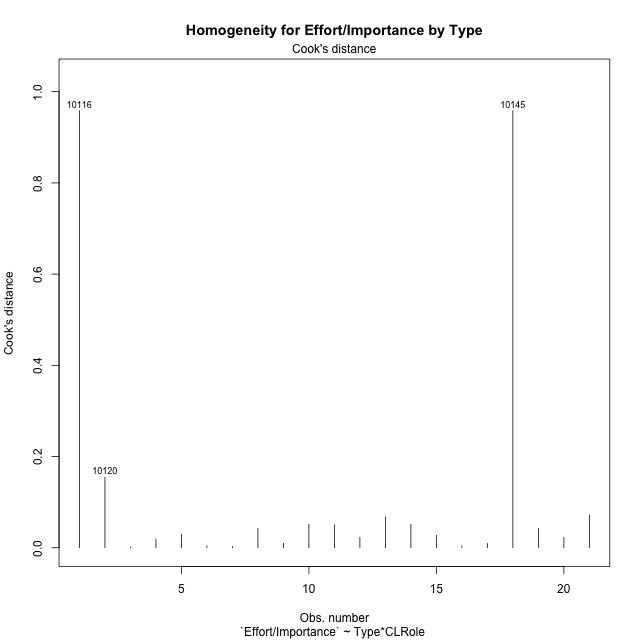 Homogeneity for Effort/Importance by Type
Cook's distance
1.0
10116
10145
0.8
0.6
Cook's distance
0.4
0.2
10120
0.0
5
10
15
20
Obs. number
`Effort/Importance` ~ Type*CLRole